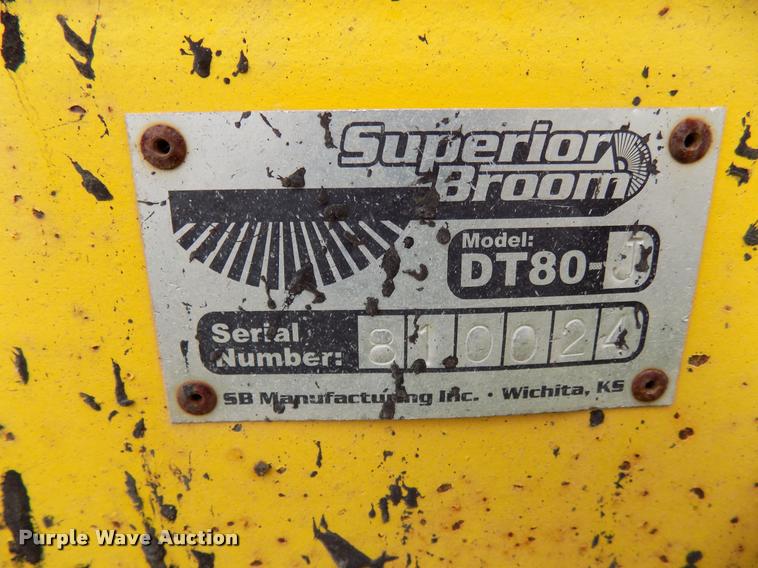 Superior
Broom
Model:
DT80-J
Serial
Number: 810024
SB Manufacturing Inc. · Wichita, KS
Purple Wave Auction